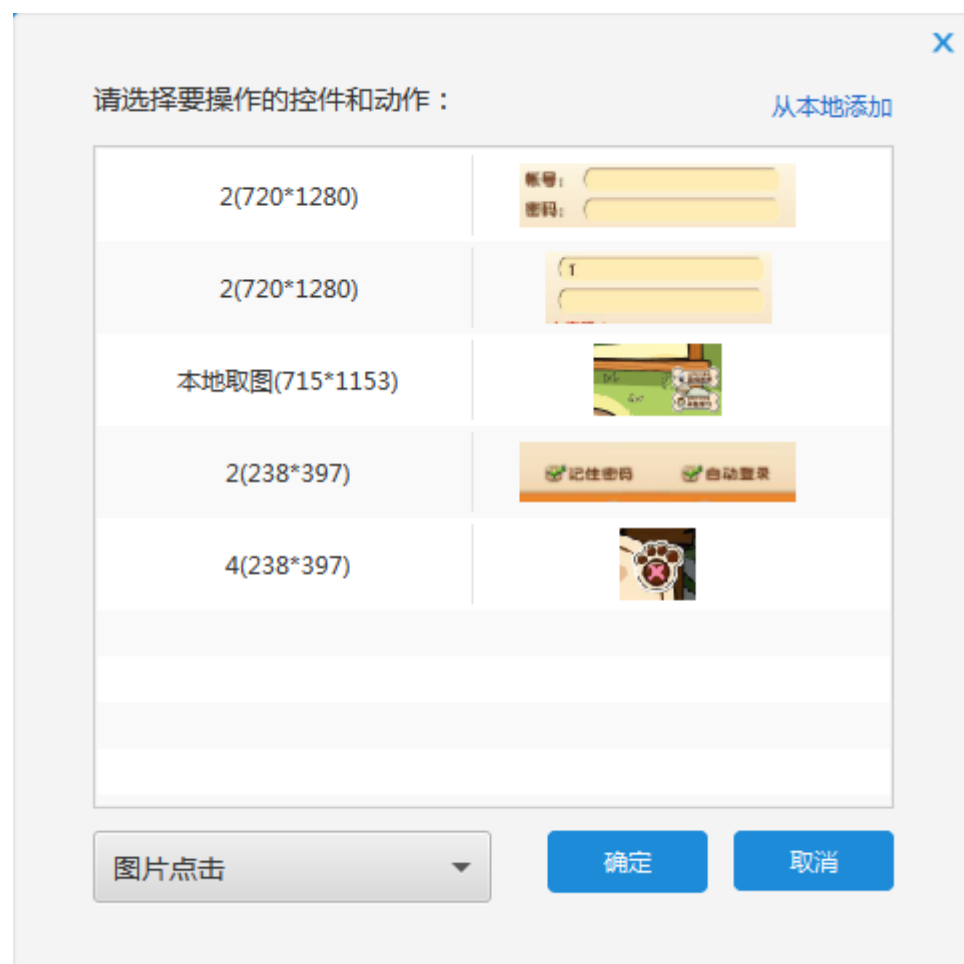 请选择要操作的控件和动作：
从本地添加
2(720*1280)
帐号：
密码：
2(720*1280)
1
本地取图(715*1153)
2(238*397)
记住密码 自动登录
4(238*397)
图片点击
确定
取消